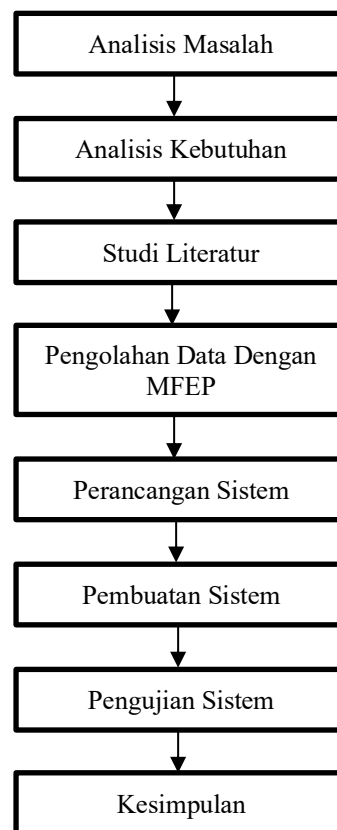 Analisis Masalah
Analisis Kebutuhan
Studi Literatur
Pengolahan Data Dengan
MFEP
Perancangan Sistem
Pembuatan Sistem
Pengujian Sistem
Kesimpulan